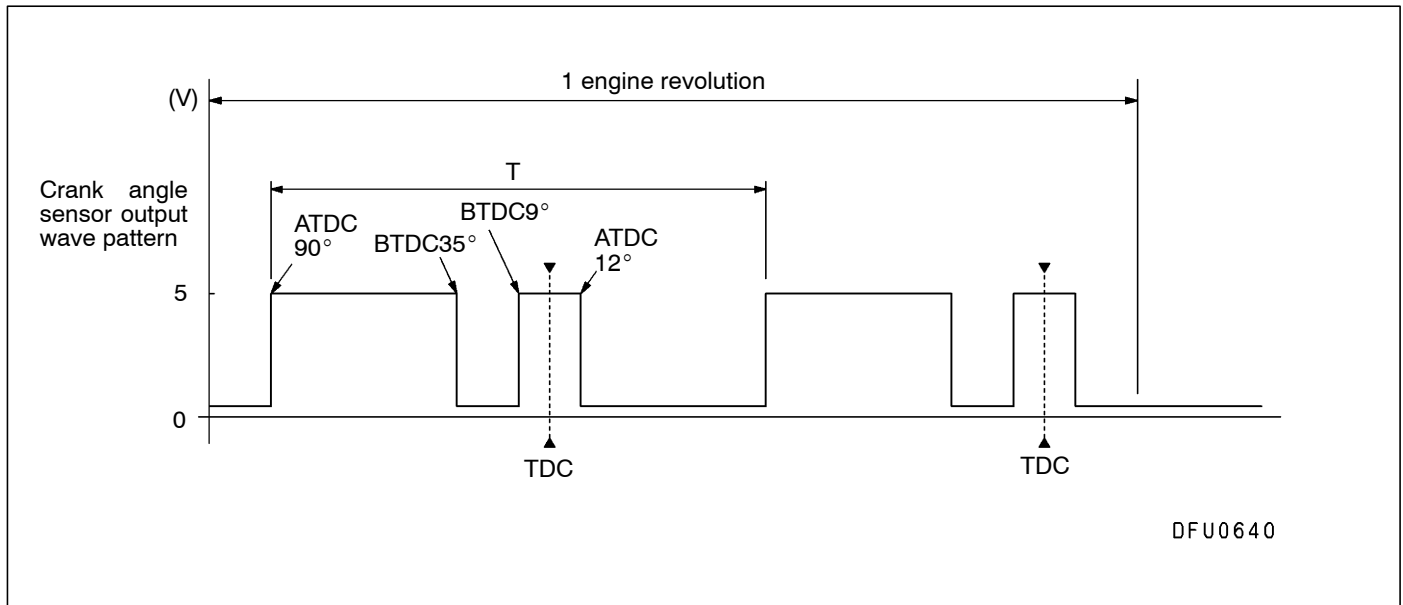 1 engine revolution
(V)
T
Crank angle
sensor output
wave pattern
ATDC
90°
BTDC35°
BTDC9°
ATDC
12°
5
0
TDC
TDC
DFU0640